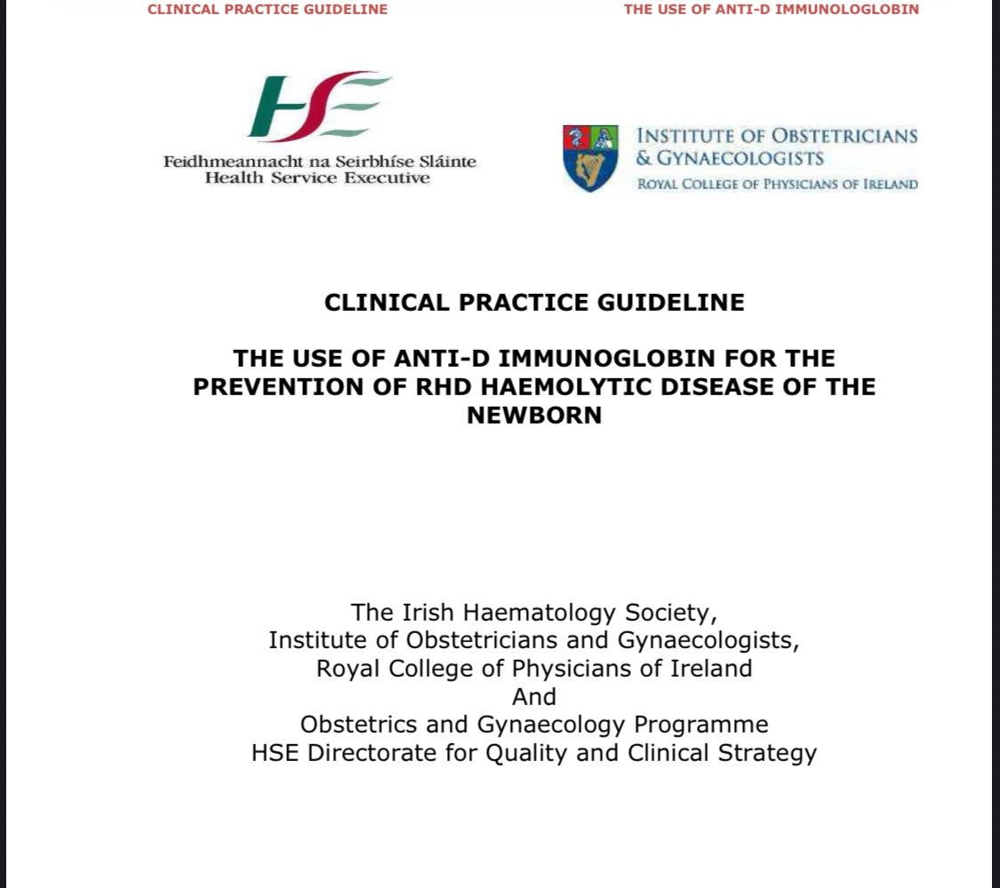 CLINICAL PRACTICE GUIDELINE
THE USE OF ANTI-D IMMUNOLOGLOBIN
HSE
Feidhmeannacht na Seirbhíse Sláinte
Health Service Executive
INSTITUTE OF OBSTETRICIANS
& GYNAECOLOGISTS
ROYAL COLLEGE OF PHYSICIANS OF IRELAND
CLINICAL PRACTICE GUIDELINE
THE USE OF ANTI-D IMMUNOGLOBIN FOR THE
PREVENTION OF RHD HAEMOLYTIC DISEASE OF THE
NEWBORN
The Irish Haematology Society,
Institute of Obstetricians and Gynaecologists,
Royal College of Physicians of Ireland
And
Obstetrics and Gynaecology Programme
HSE Directorate for Quality and Clinical Strategy